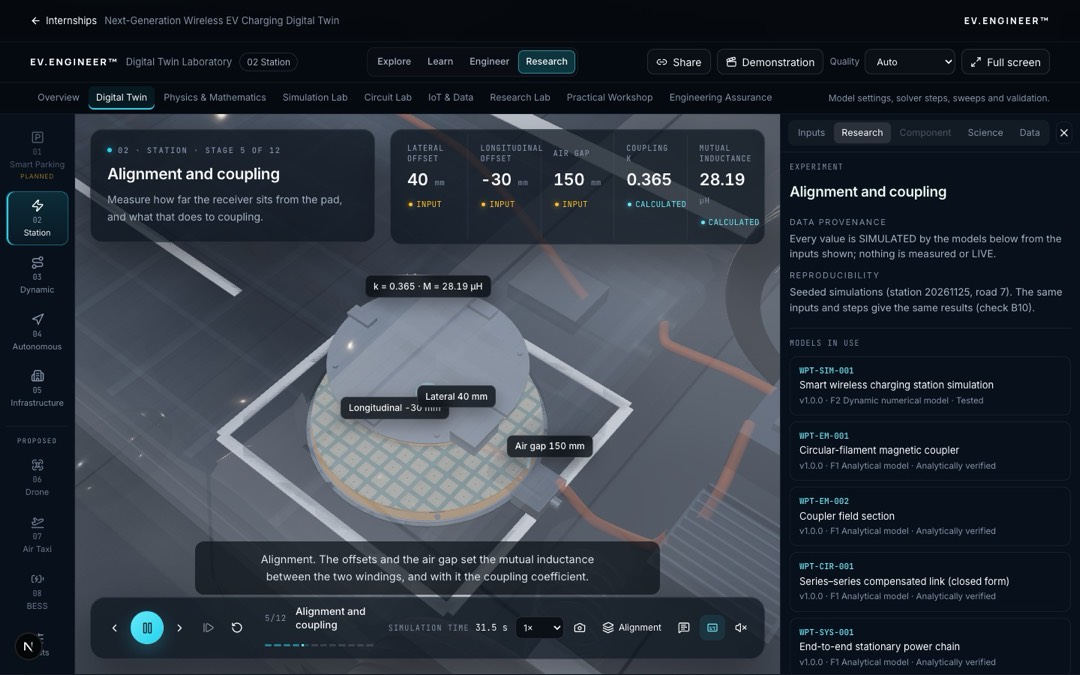 Internships Next-Generation Wireless EV Charging Digital Twin
EV.ENGINEER™
EV.ENGINEER™ Digital Twin Laboratory 02 Station
Explore Learn Engineer Research
Share Demonstration Quality Auto Full screen
Overview Digital Twin Physics & Mathematics Simulation Lab Circuit Lab IoT & Data Research Lab Practical Workshop Engineering Assurance
Model settings, solver steps, sweeps and validation.
01
Smart Parking
PLANNED
02
Station
03
Dynamic
04
Autonomous
05
Infrastructure
PROPOSED
06
Drone
07
Air Taxi
08
BESS
N
02 · STATION · STAGE 5 OF 12
Alignment and coupling
Measure how far the receiver sits from the pad,
and what that does to coupling.
LATERAL OFFSET
40 mm
INPUT
LONGITUDINAL OFFSET
-30 mm
INPUT
AIR GAP
150 mm
INPUT
COUPLING K
0.365
CALCULATED
MUTUAL INDUCTANCE
28.19
μH
CALCULATED
k = 0.365 · M = 28.19 μH
Lateral 40 mm
Longitudinal -30 mm
Air gap 150 mm
Alignment. The offsets and the air gap set the mutual inductance
between the two windings, and with it the coupling coefficient.
5/12 Alignment and
coupling
SIMULATION TIME 31.5 s 1× Alignment
Inputs Research Component Science Data
EXPERIMENT
Alignment and coupling
DATA PROVENANCE
Every value is SIMULATED by the models below from the
inputs shown; nothing is measured or LIVE.
REPRODUCIBILITY
Seeded simulations (station 20261125, road 7). The same
inputs and steps give the same results (check B10).
MODELS IN USE
WPT-SIM-001
Smart wireless charging station simulation
v1.0.0 · F2 Dynamic numerical model · Tested
WPT-EM-001
Circular-filament magnetic coupler
v1.0.0 · F1 Analytical model · Analytically verified
WPT-EM-002
Coupler field section
v1.0.0 · F1 Analytical model · Analytically verified
WPT-CIR-001
Series–series compensated link (closed form)
v1.0.0 · F1 Analytical model · Analytically verified
WPT-SYS-001
End-to-end stationary power chain
v1.0.0 · F1 Analytical model · Analytically verified